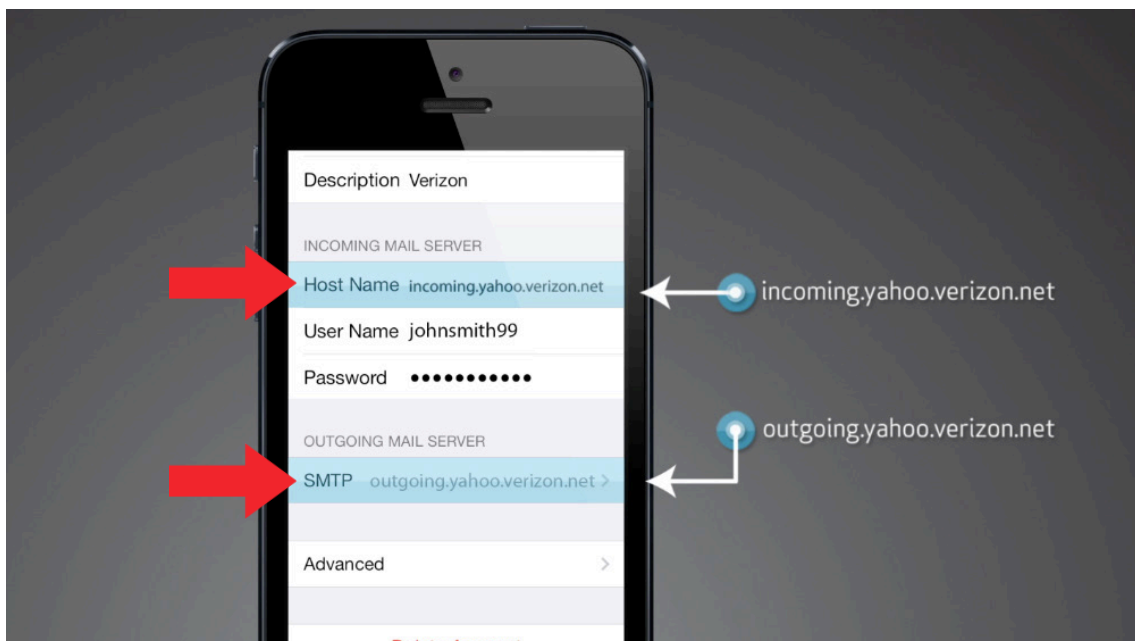 Description Verizon
INCOMING MAIL SERVER
Host Name incoming.yahoo.verizon.net
incoming.yahoo.verizon.net
User Name johnsmith99
Password ●●●●●●●●●●●
OUTGOING MAIL SERVER
outgoing.yahoo.verizon.net
SMTP outgoing.yahoo.verizon.net >
Advanced >